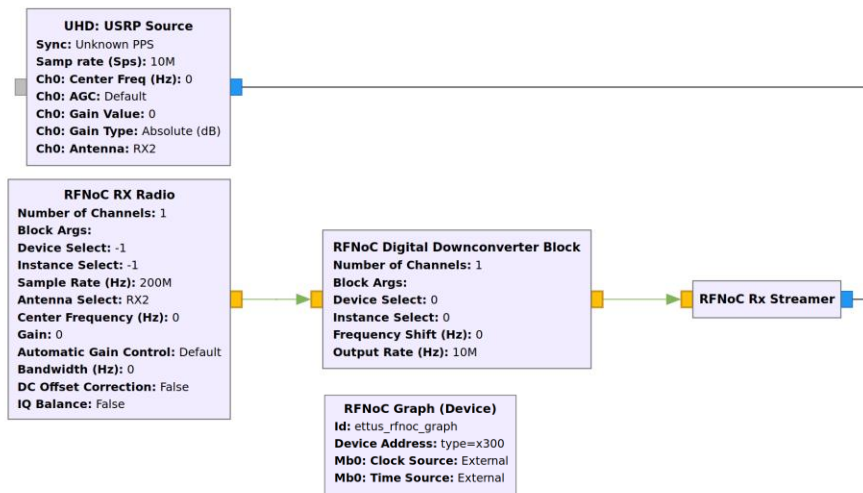 UHD: USRP Source
Sync: Unknown PPS
Samp rate (Sps): 10M
Ch0: Center Freq (Hz): 0
Ch0: AGC: Default
Ch0: Gain Value: 0
Ch0: Gain Type: Absolute (dB)
Ch0: Antenna: RX2
RFNoC RX Radio
Number of Channels: 1
Block Args:
Device Select: -1
Instance Select: -1
Sample Rate (Hz): 200M
Antenna Select: RX2
Center Frequency (Hz): 0
Gain: 0
Automatic Gain Control: Default
Bandwidth (Hz): 0
DC Offset Correction: False
IQ Balance: False
RFNoC Digital Downconverter Block
Number of Channels: 1
Block Args:
Device Select: 0
Instance Select: 0
Frequency Shift (Hz): 0
Output Rate (Hz): 10M
RFNoC Rx Streamer
RFNoC Graph (Device)
Id: ettus_rfnoc_graph
Device Address: type=x300
Mb0: Clock Source: External
Mb0: Time Source: External